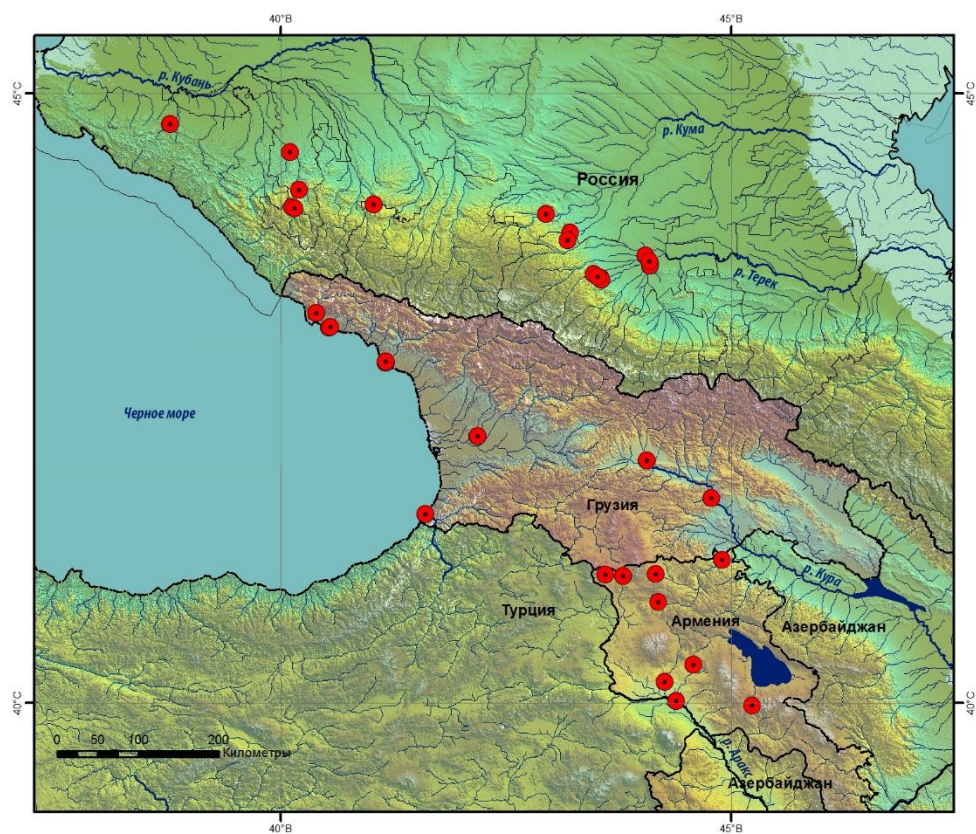 40°В
45°В
р. Кубань
45°С
45°С
р. Кума
Россия
р. Терек
Черное море
Грузия
р. Кура
Турция
Армения
Азербайджан
40°С
40°С
р. Аракс
0
50
100
200
Километры
Азербайджан
40°В
45°В